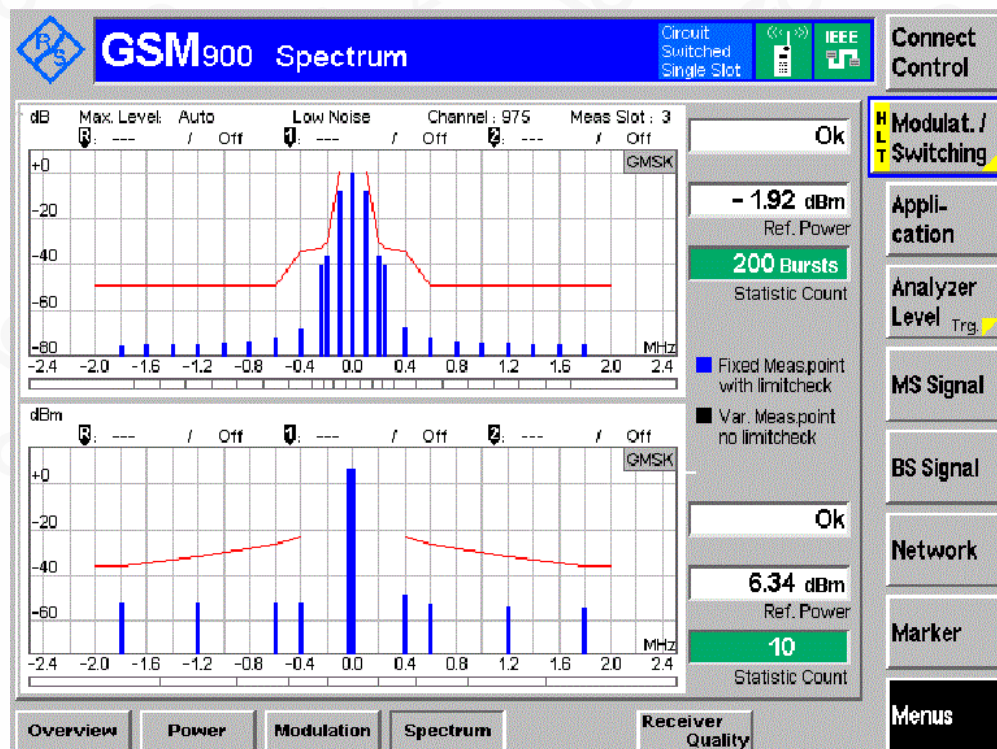 R/S
GSM900 Spectrum
Circuit
Switched
Single Slot
IEEE
Connect
Control
dB Max. Level: Auto Low Noise Channel : 975 Meas Slot : 3
R: --- / Off 1: --- / Off 2: --- / Off
GMSK
+0
-20
-40
-60
-80
MHz
-2.4 -2.0 -1.6 -1.2 -0.8 -0.4 0.0 0.4 0.8 1.2 1.6 2.0 2.4
Ok
- 1.92 dBm
Ref. Power
200 Bursts
Statistic Count
Fixed Meas.point
with limitcheck
Var. Meas.point
no limitcheck
dBm
R: --- / Off 1: --- / Off 2: --- / Off
GMSK
+0
-20
-40
-60
MHz
-2.4 -2.0 -1.6 -1.2 -0.8 -0.4 0.0 0.4 0.8 1.2 1.6 2.0 2.4
Ok
6.34 dBm
Ref. Power
10
Statistic Count
HLT
Modulat. /
Switching
Appli-
cation
Analyzer
Level Trg.
MS Signal
BS Signal
Network
Marker
Menus
Overview
Power
Modulation
Spectrum
Receiver
Quality